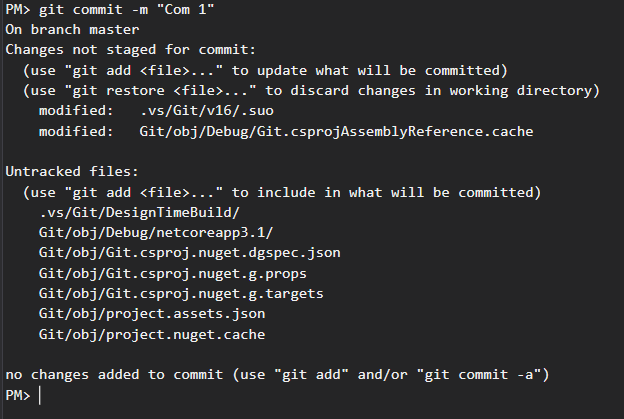 PM> git commit -m "Com 1"
On branch master
Changes not staged for commit:
  (use "git add <file>..." to update what will be committed)
  (use "git restore <file>..." to discard changes in working directory)
    modified:   .vs/Git/v16/.suo
    modified:   Git/obj/Debug/Git.csprojAssemblyReference.cache

Untracked files:
  (use "git add <file>..." to include in what will be committed)
    .vs/Git/DesignTimeBuild/
    Git/obj/Debug/netcoreapp3.1/
    Git/obj/Git.csproj.nuget.dgspec.json
    Git/obj/Git.csproj.nuget.g.props
    Git/obj/Git.csproj.nuget.g.targets
    Git/obj/project.assets.json
    Git/obj/project.nuget.cache

no changes added to commit (use "git add" and/or "git commit -a")
PM>